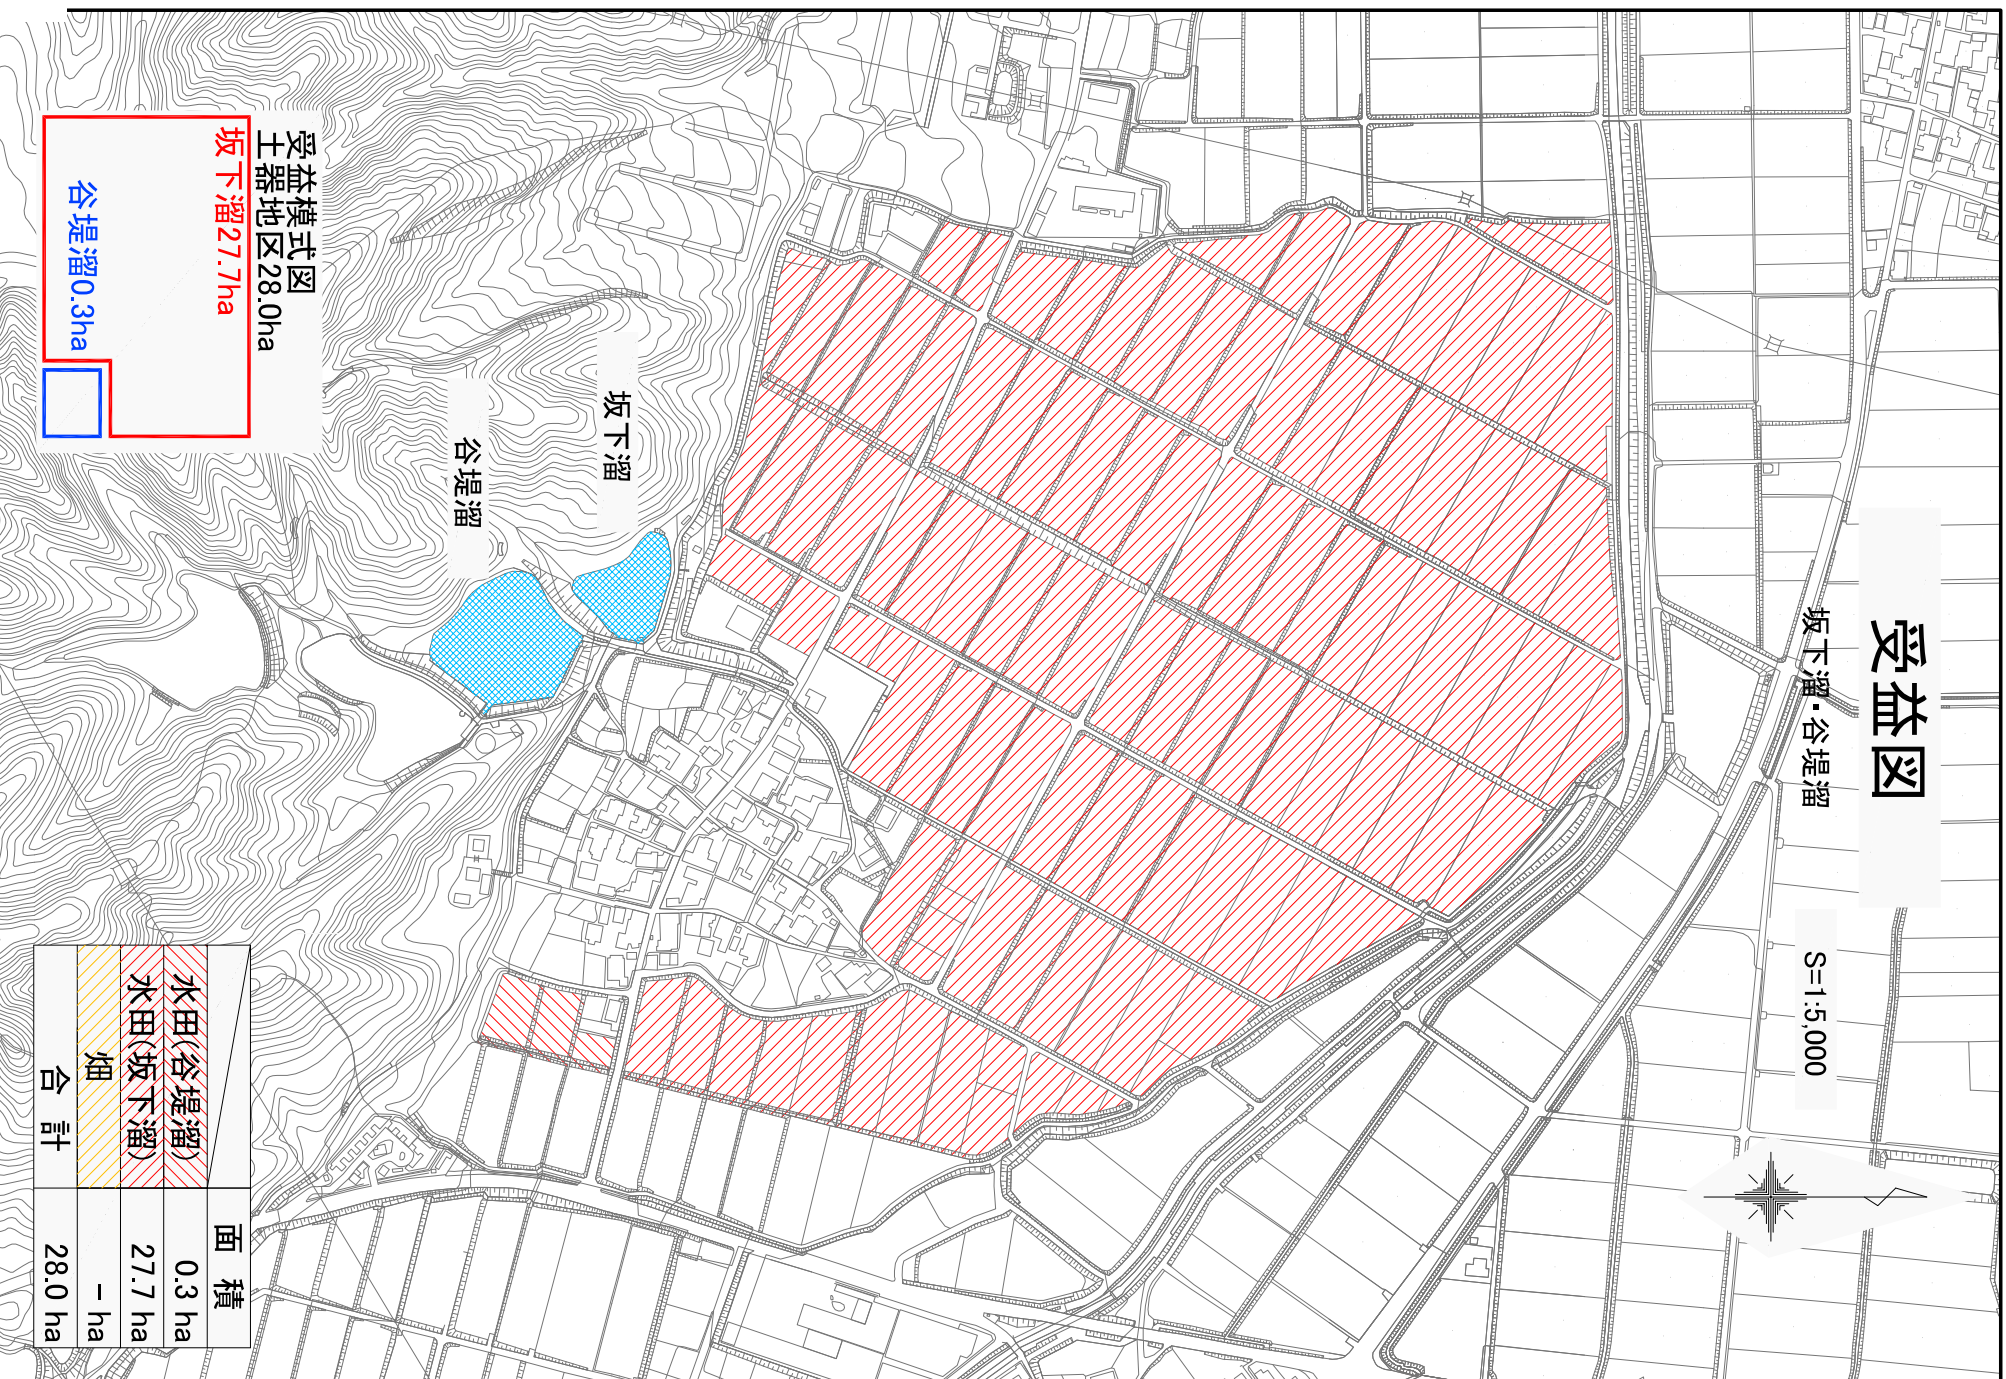 受益図
坂下溜・谷堤溜
S=1:5,000
受益模式図
土器地区28.0ha
坂下溜27.7ha
谷堤溜0.3ha
坂下溜
谷堤溜
面 積
水田(谷堤溜) 0.3 ha
水田(坂下溜) 27.7 ha
畑 - ha
合 計 28.0 ha